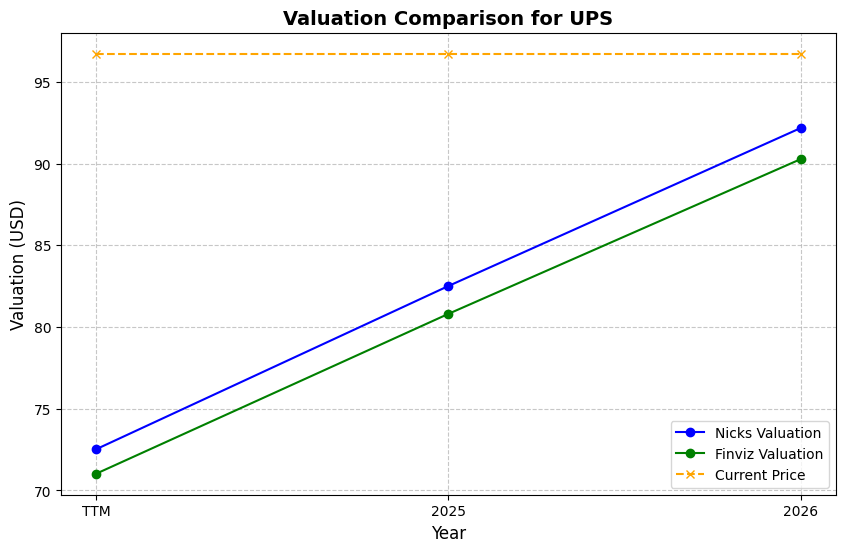 Valuation Comparison for UPS
Valuation (USD)
95
90
85
80
75
70
TTM
2025
2026
Year
Nicks Valuation
Finviz Valuation
Current Price